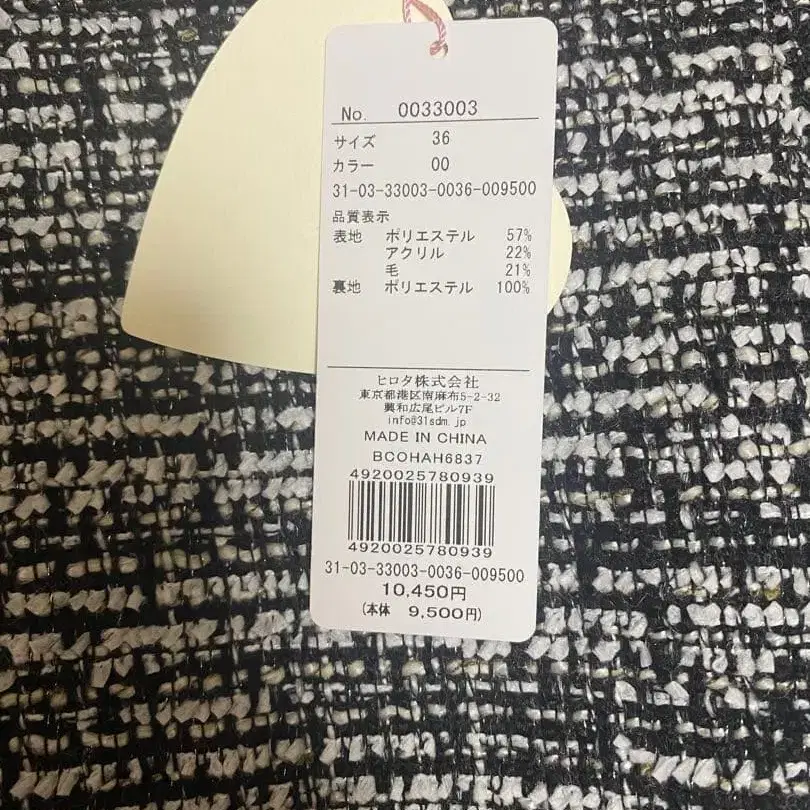 No. 0033003
サイズ 36
カラー 00
31-03-33003-0036-009500
品質表示
表地 ポリエステル 57%
アクリル 22%
毛 21%
裏地 ポリエステル 100%
ヒロタ株式会社
東京都港区南麻布5-2-32
興和広尾ビル7F
info@31sdm.jp
MADE IN CHINA
BCOHAH6837
4920025780939
4920025780939
31-03-33003-0036-009500
10,450円
(本体 9,500円)